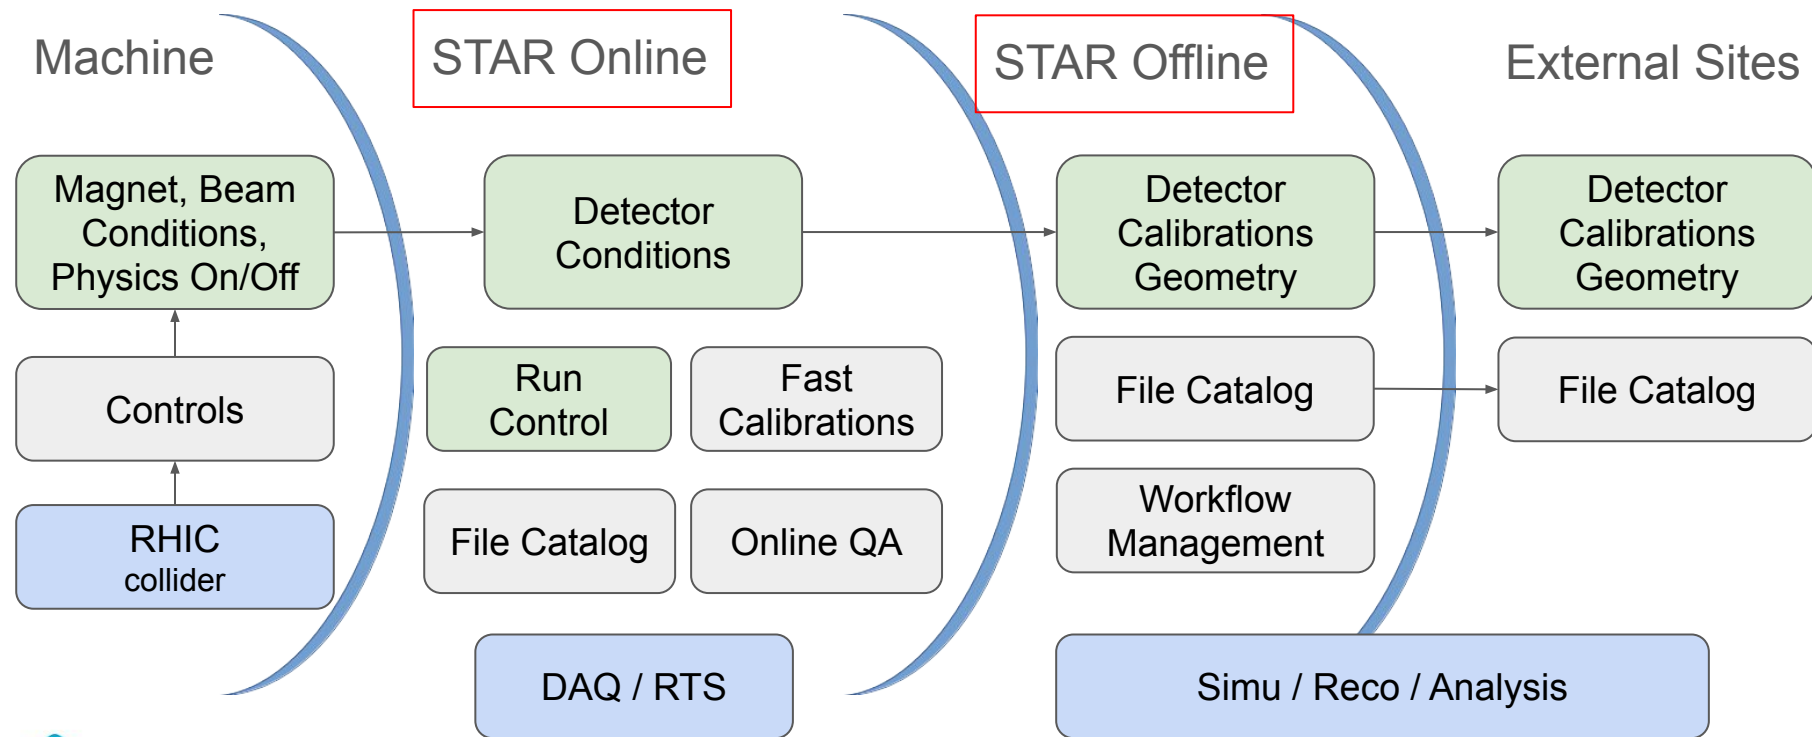 Machine
STAR Online
STAR Offline
External Sites
Magnet, Beam
Conditions,
Physics On/Off
Detector
Conditions
Detector
Calibrations
Geometry
Detector
Calibrations
Geometry
Controls
Run
Control
Fast
Calibrations
File Catalog
File Catalog
RHIC
collider
File Catalog
Online QA
Workflow
Management
DAQ / RTS
Simu / Reco / Analysis